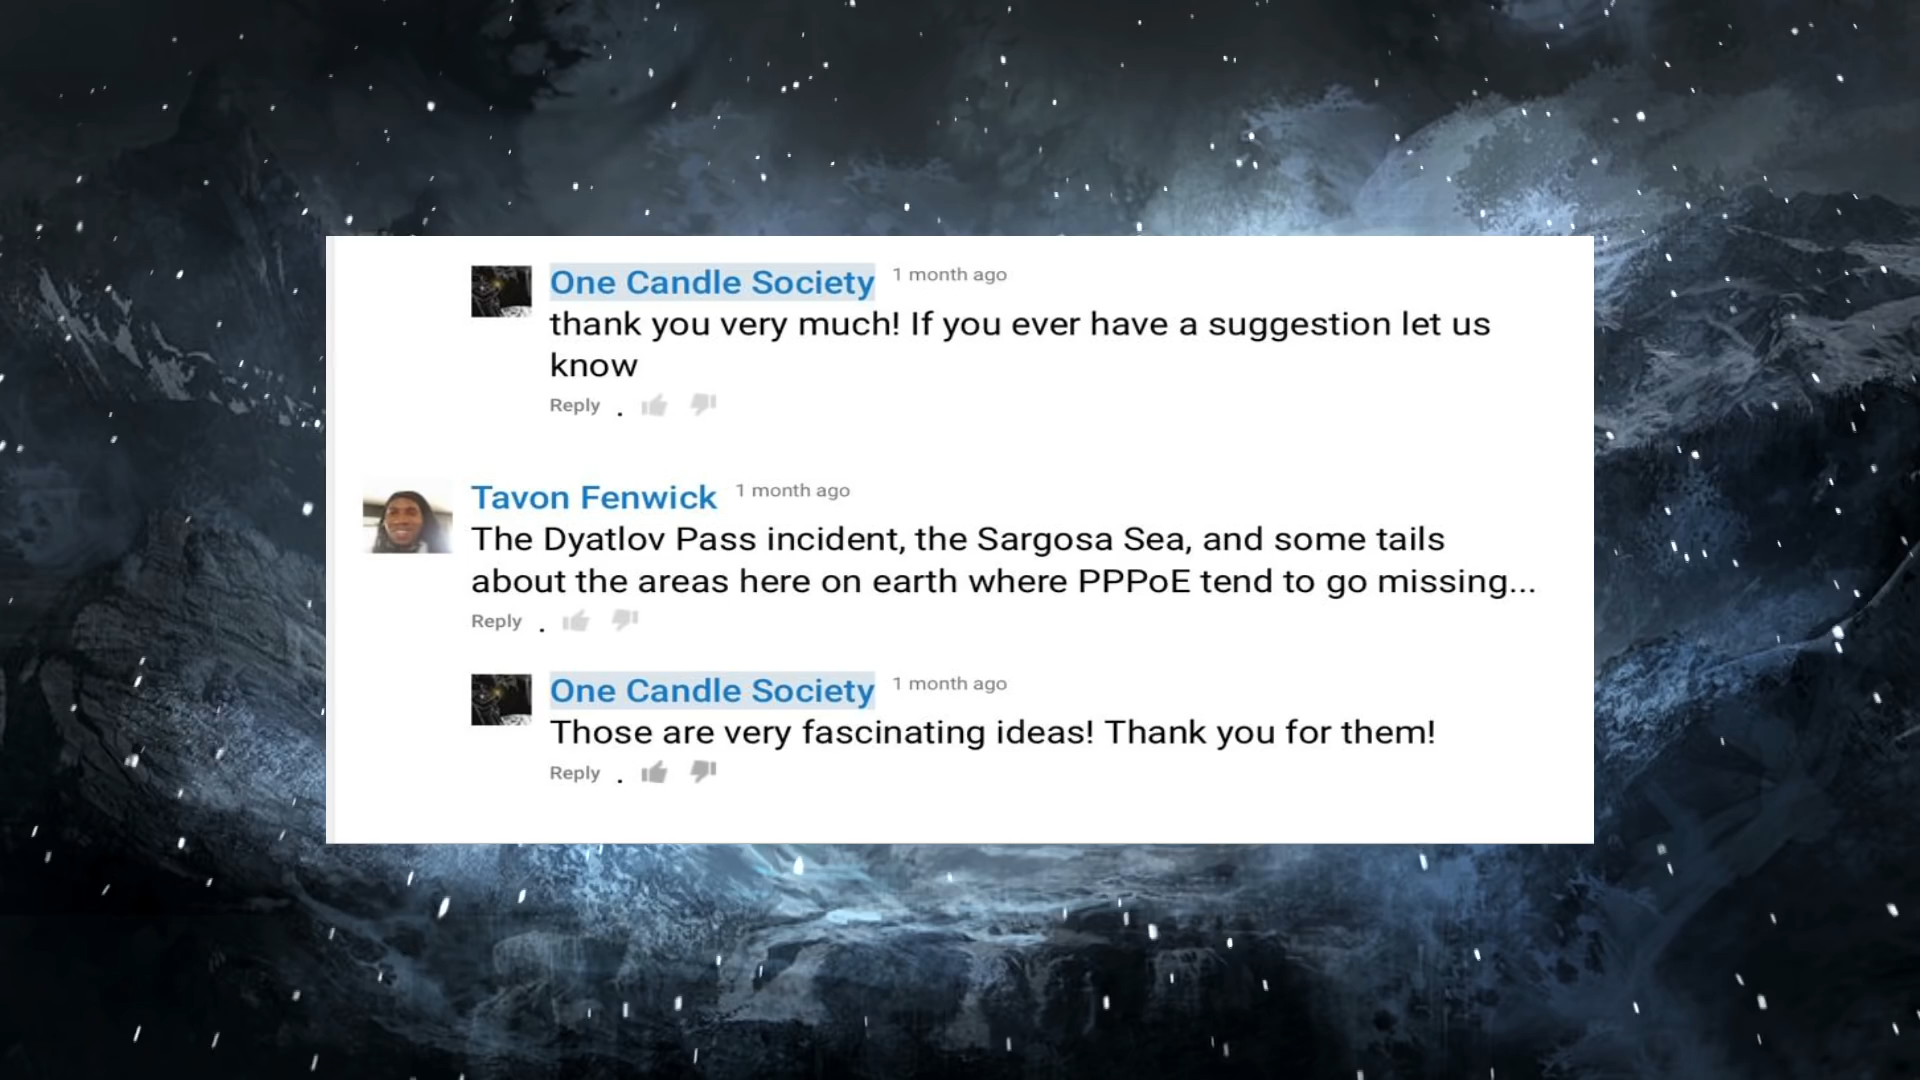 One Candle Society 1 month ago
thank you very much! If you ever have a suggestion let us
know
Reply .
Tavon Fenwick 1 month ago
The Dyatlov Pass incident, the Sargosa Sea, and some tails
about the areas here on earth where PPPoE tend to go missing...
Reply .
One Candle Society 1 month ago
Those are very fascinating ideas! Thank you for them!
Reply .